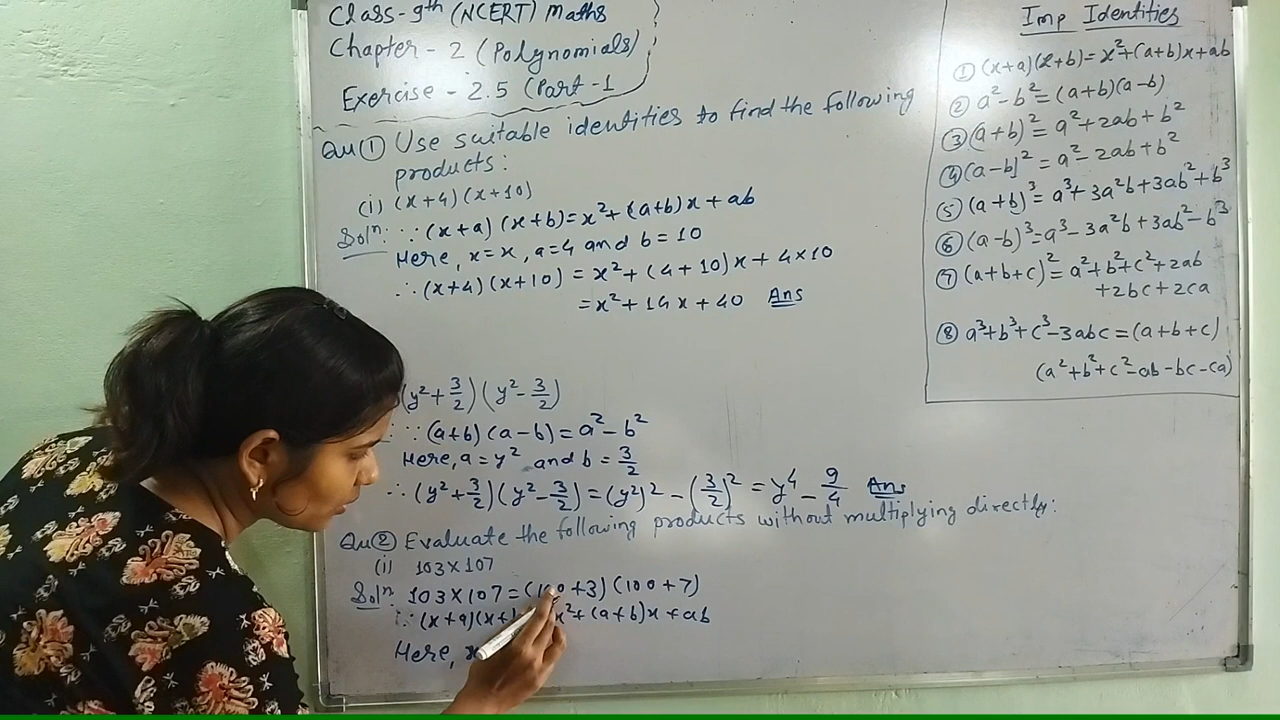 Class-9th (NCERT) Maths
Chapter - 2 (Polynomials)
Exercise - 2.5 (Part -1
Qu ① Use suitable identities to find the following
products:
(i) (x+4)(x+10)
Solⁿ: ∵ (x+a)(x+b)=x²+(a+b)x+ab
Here, x=x, a=4 and b=10
∴ (x+4)(x+10) = x²+(4+10)x+4×10
=x²+14x+40 Ans
(y²+3/2)(y²-3/2)
∵ (a+b)(a-b)=a²-b²
Here, a=y² and b=3/2
∴ (y²+3/2)(y²-3/2)=(y²)²-(3/2)²=y⁴-9/4 Ans
Qu ② Evaluate the following products without multiplying directly:
(i) 103×107
Solⁿ: 103×107=(100+3)(100+7)
∵ (x+a)(x+ x²+(a+b)x+ab
Here, x
Imp Identities
① (x+a)(x+b)=x²+(a+b)x+ab
② a²-b²=(a+b)(a-b)
③ (a+b)²=a²+2ab+b²
④ (a-b)²=a²-2ab+b²
⑤ (a+b)³=a³+3a²b+3ab²+b³
⑥ (a-b)³=a³-3a²b+3ab²-b³
⑦ (a+b+c)²=a²+b²+c²+2ab
+2bc+2ca
⑧ a³+b³+c³-3abc=(a+b+c)
(a²+b²+c²-ab-bc-ca)